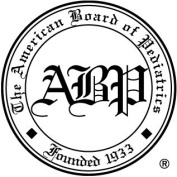 The American Board of Pediatrics
ABP
Founded 1933
®